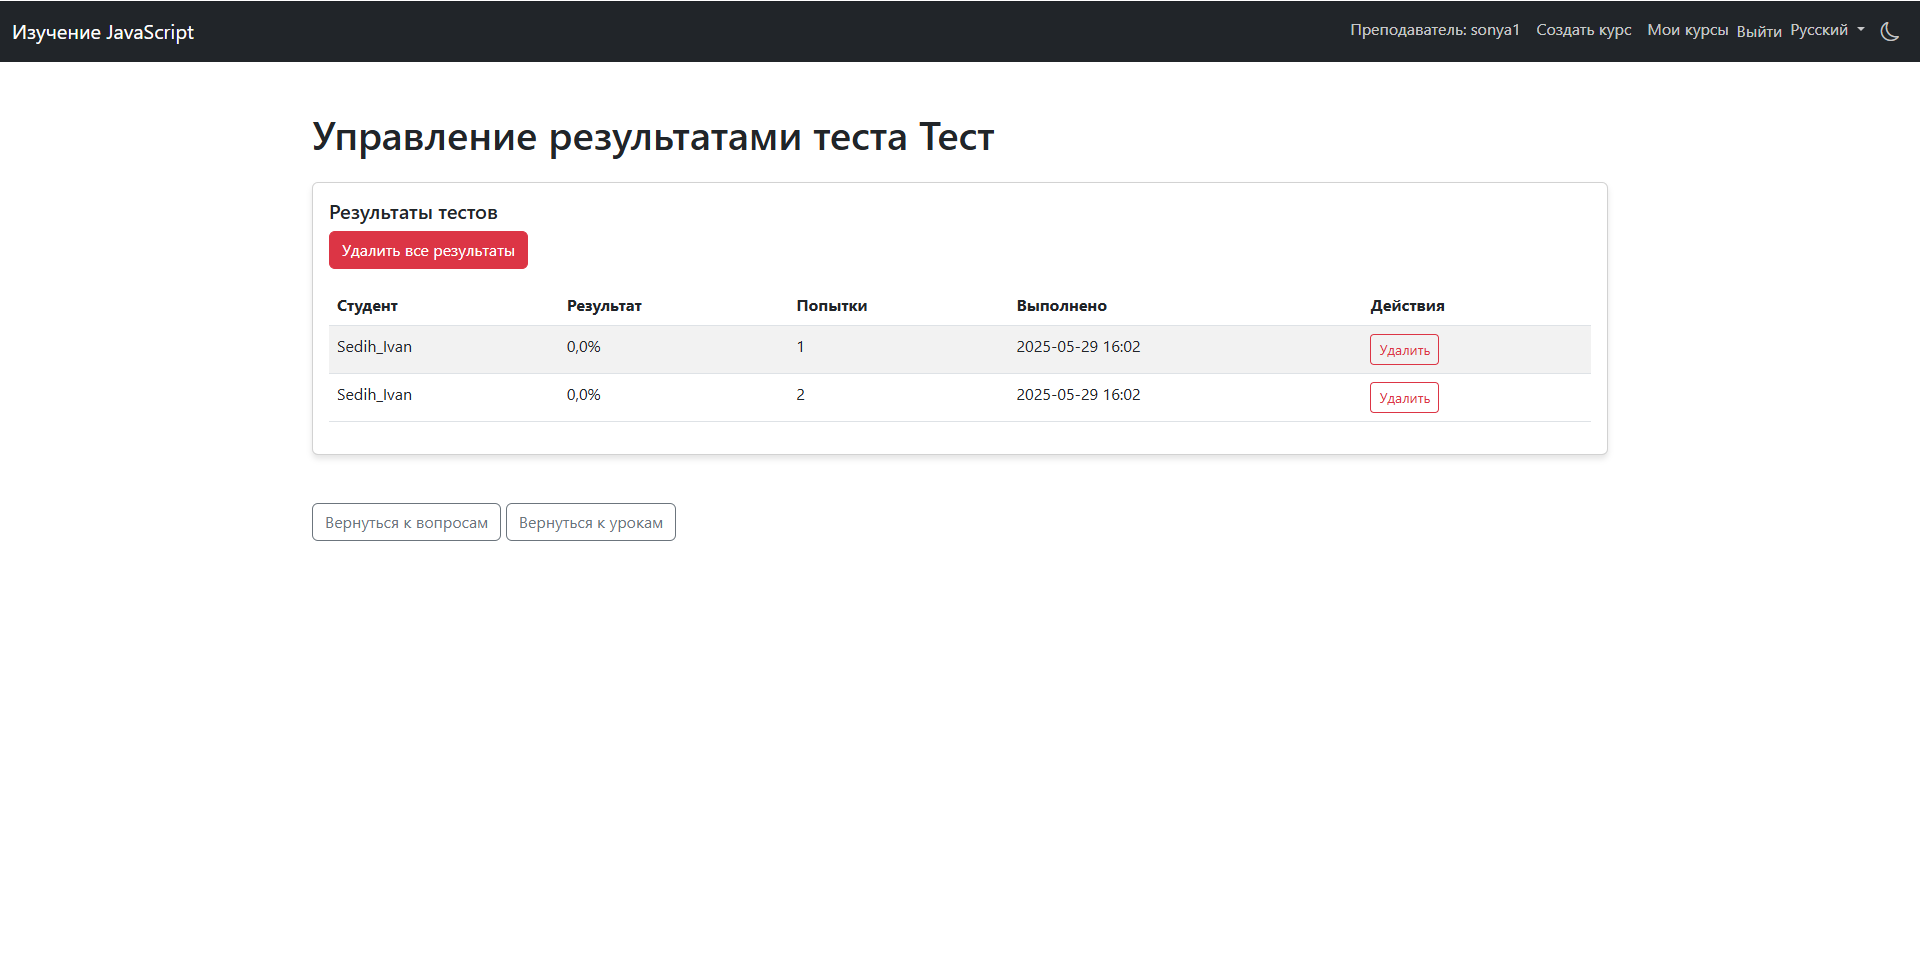 Изучение JavaScript
Преподаватель: sonya1 Создать курс Мои курсы Выйти Русский
Управление результатами теста Тест
Результаты тестов
Удалить все результаты
Студент Результат Попытки Выполнено Действия
Sedih_Ivan 0,0% 1 2025-05-29 16:02 Удалить
Sedih_Ivan 0,0% 2 2025-05-29 16:02 Удалить
Вернуться к вопросам Вернуться к урокам